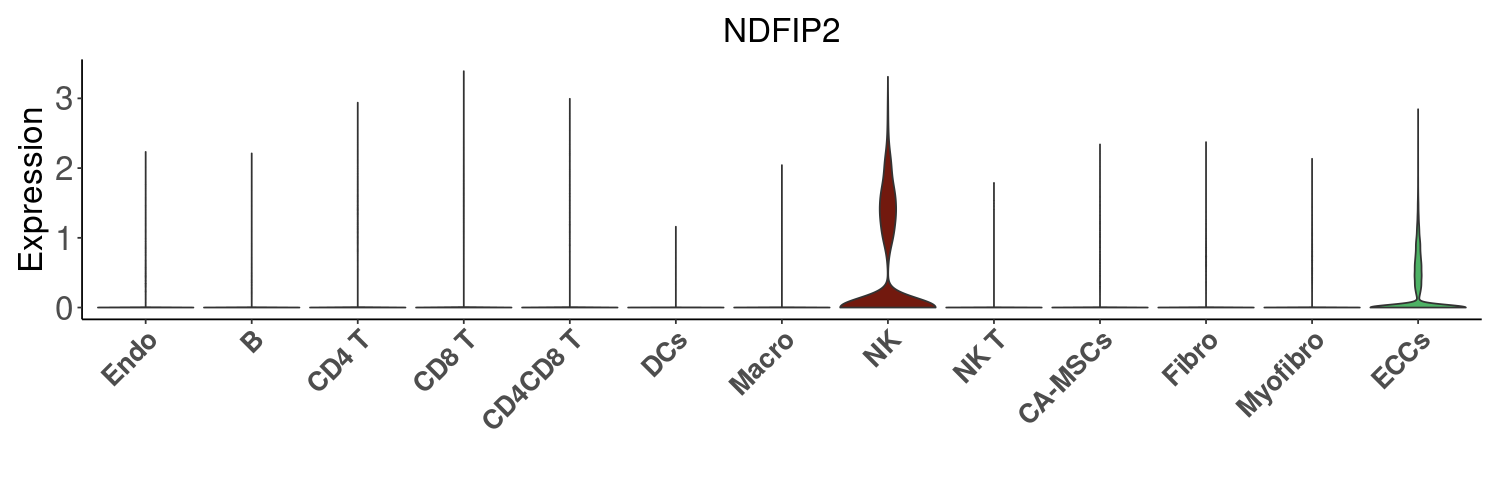 NDFIP2
Expression
3
2
1
0
Endo
B
CD4 T
CD8 T
CD4CD8 T
DCs
Macro
NK
NK T
CA-MSCs
Fibro
Myofibro
ECCs